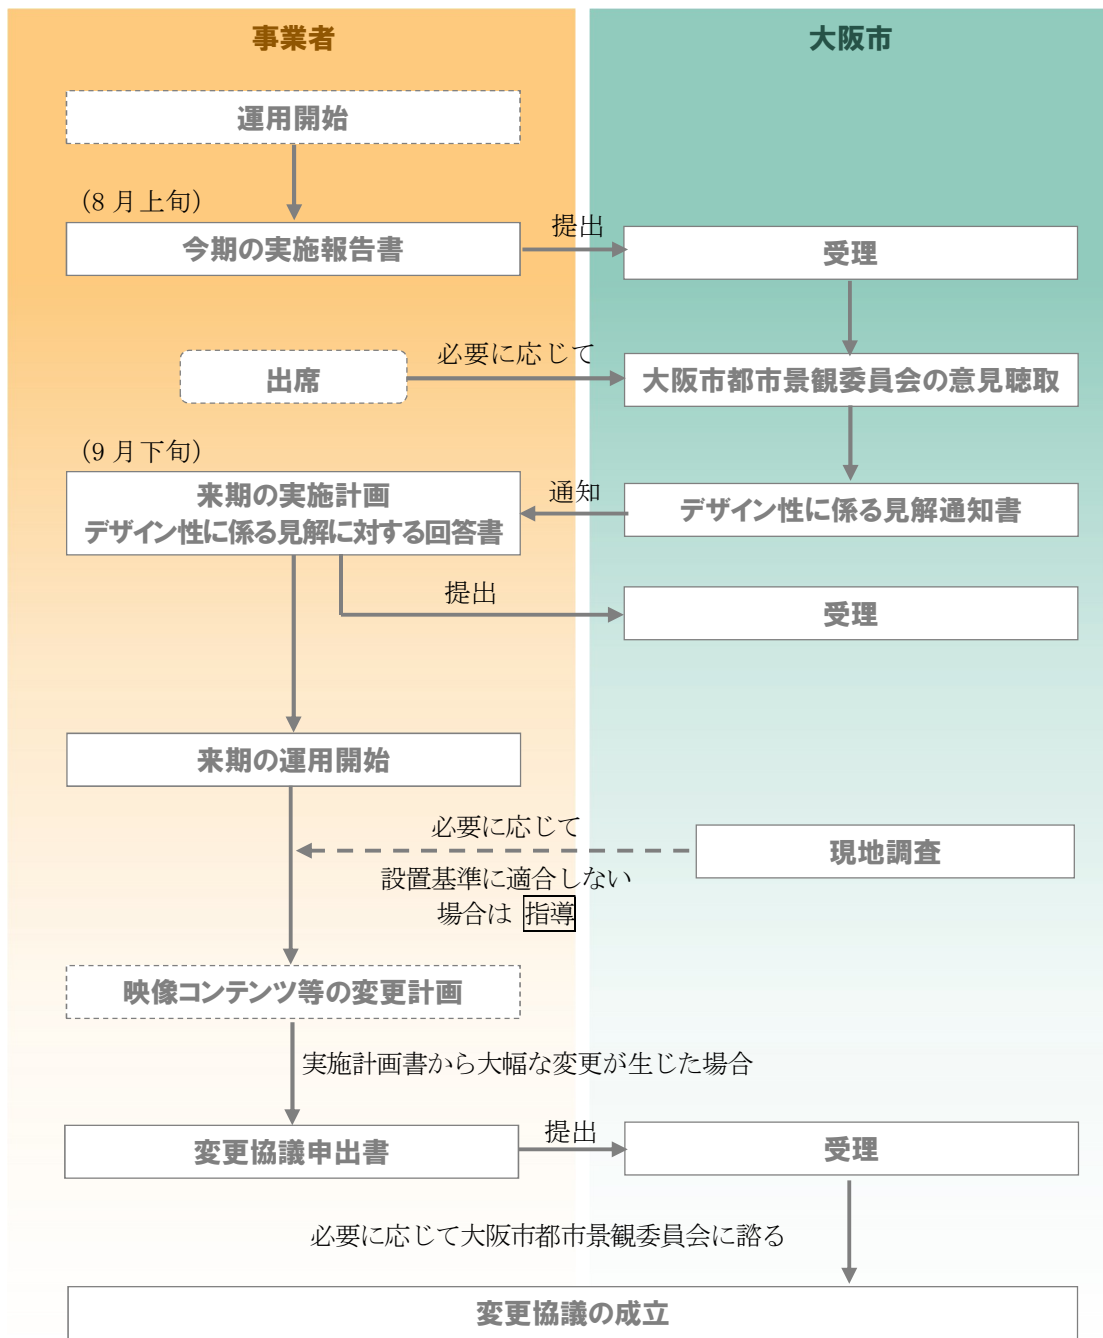 事業者
大阪市
運用開始
(8 月上旬)
今期の実施報告書
提出
受理
必要に応じて
出席
大阪市都市景観委員会の意見聴取
(9 月下旬)
来期の実施計画
デザイン性に係る見解に対する回答書
通知
デザイン性に係る見解通知書
提出
受理
来期の運用開始
必要に応じて
現地調査
設置基準に適合しない
場合は 指導
映像コンテンツ等の変更計画
実施計画書から大幅な変更が生じた場合
変更協議申出書
提出
受理
必要に応じて大阪市都市景観委員会に諮る
変更協議の成立